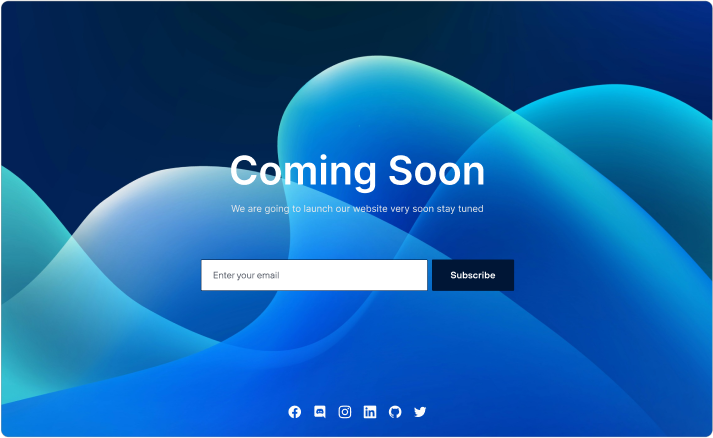 Coming Soon
We are going to launch our website very soon stay tuned
Enter your email
Subscribe